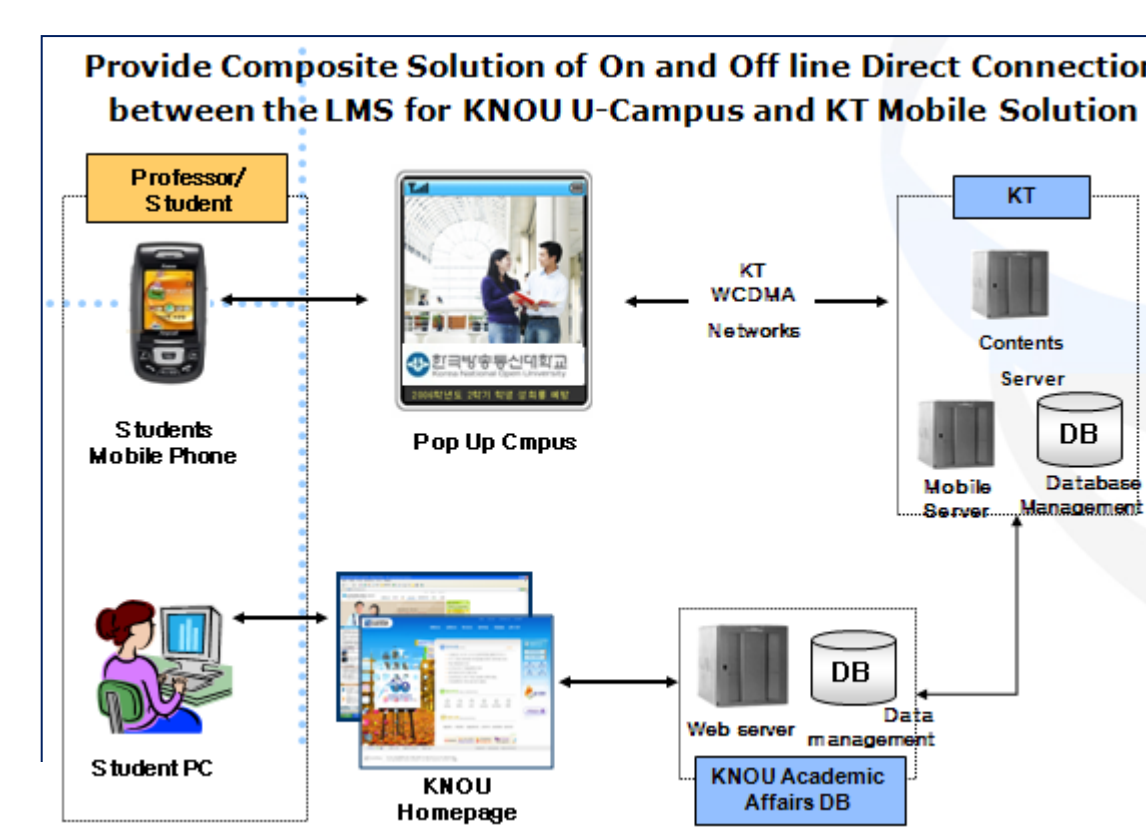 Provide Composite Solution of On and Off line Direct Connection
between the LMS for KNOU U-Campus and KT Mobile Solution
Professor/
Student
KT
KT
WCDMA
Networks
Contents
Server
한국방송통신대학교
Korea National Open University
Students
Mobile Phone
Pop Up Cmpus
DB
Mobile
Server
Database
Management
DB
Web server
Data
management
Student PC
KNOU
Homepage
KNOU Academic
Affairs DB